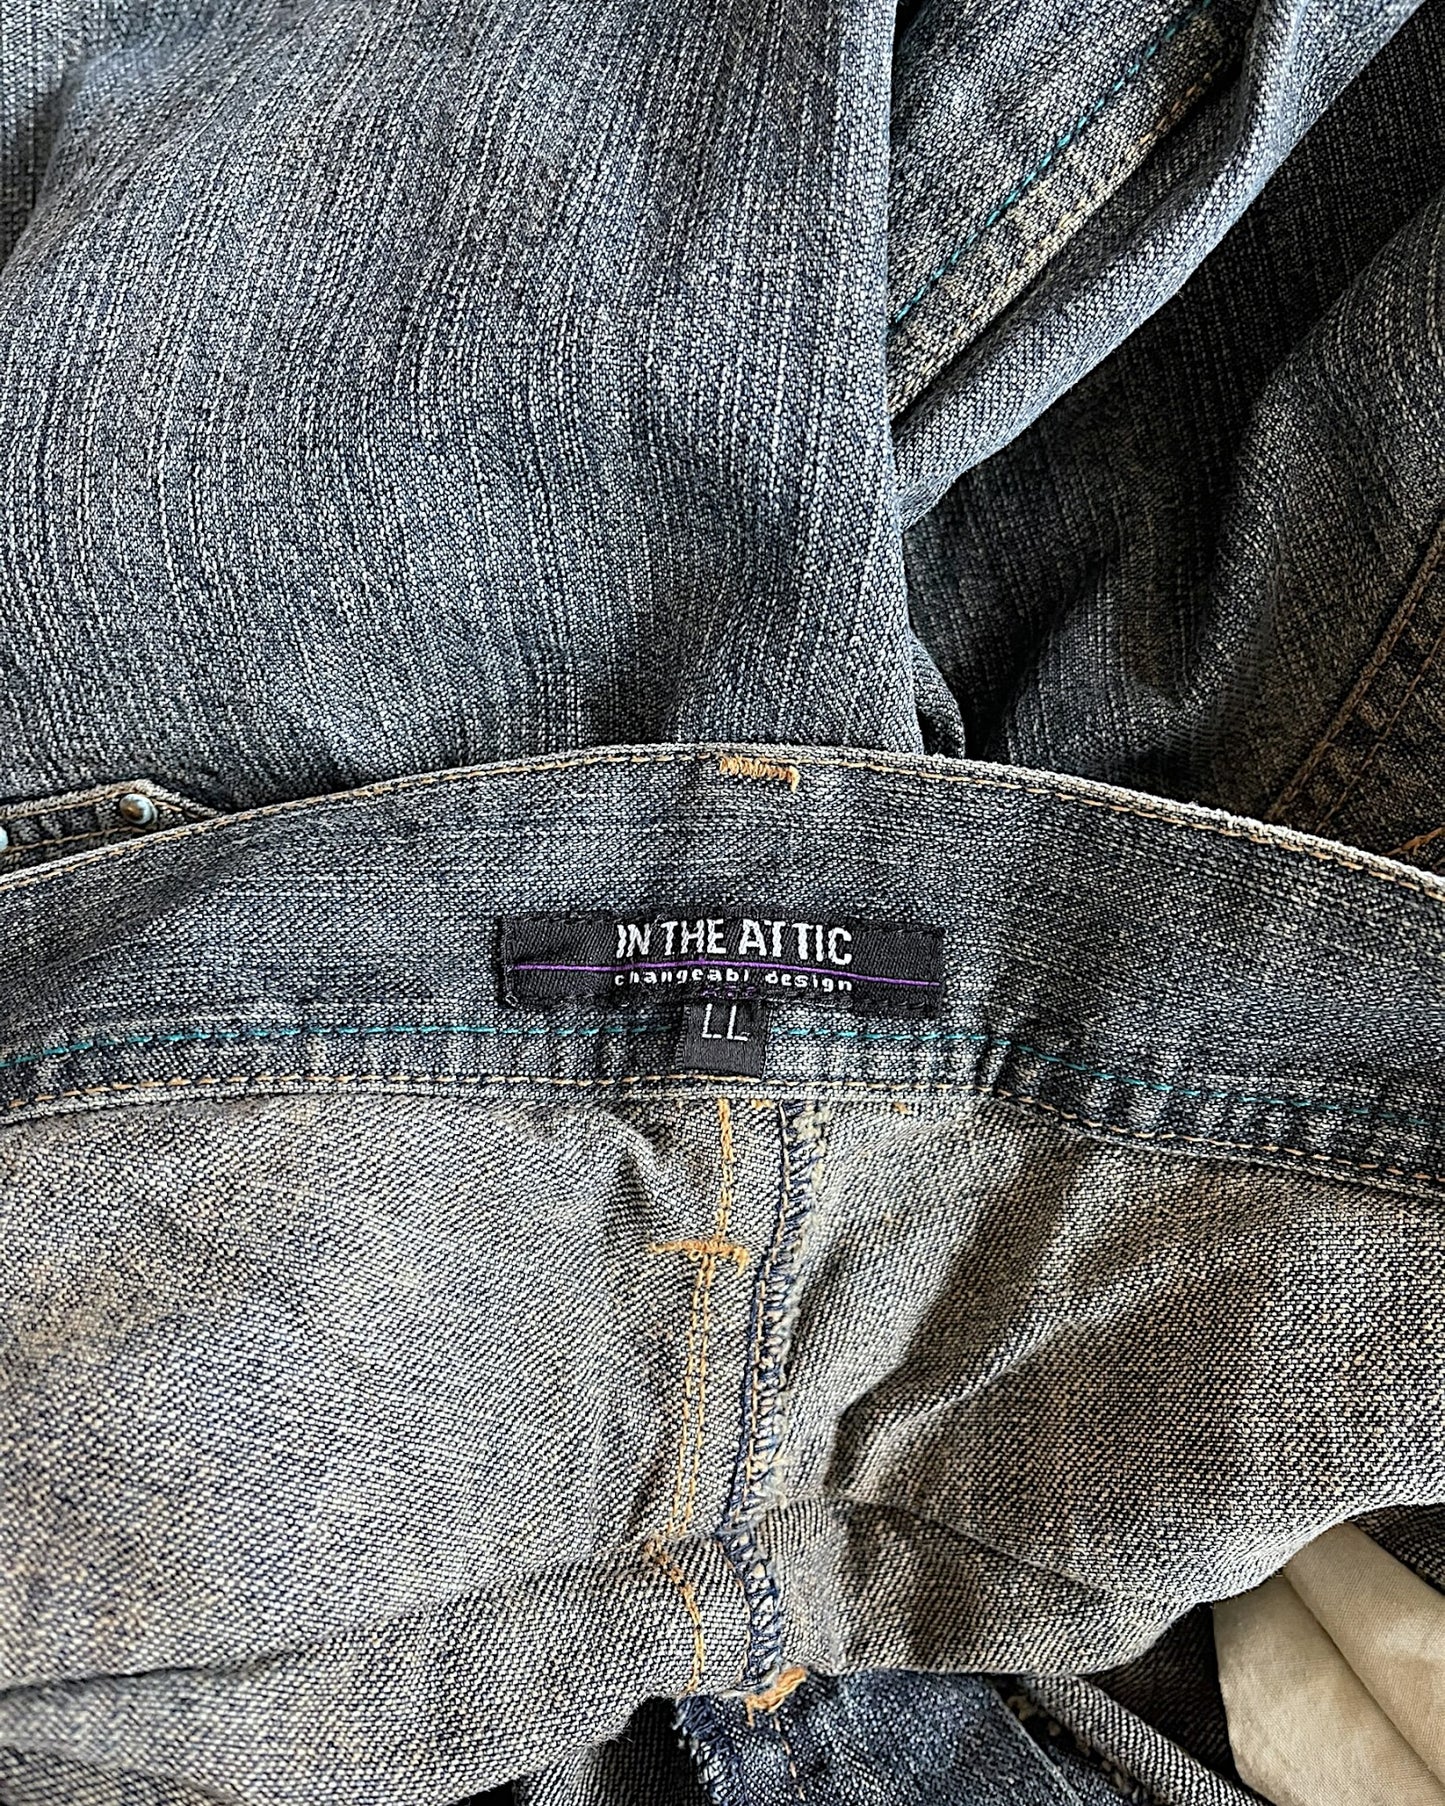 IN THE ATTIC
changeabl design
LL